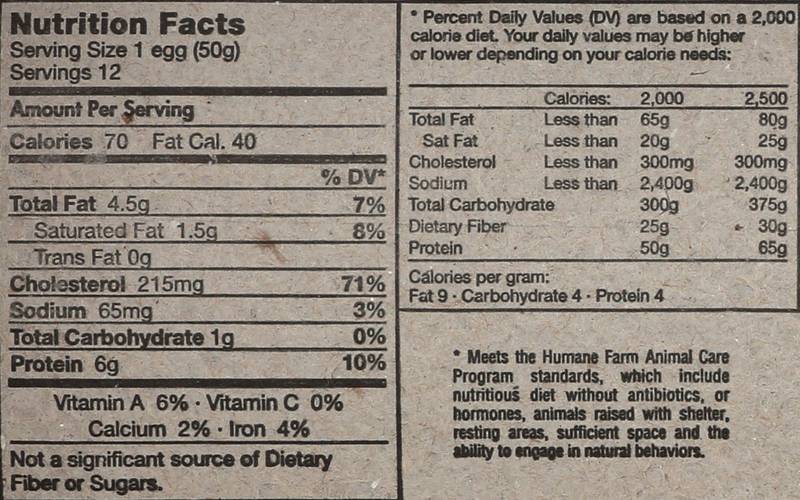 Nutrition Facts
Serving Size 1 egg (50g)
Servings 12
Amount Per Serving
Calories 70 Fat Cal. 40
% DV*
Total Fat 4.5g 7%
Saturated Fat 1.5g 8%
Trans Fat 0g
Cholesterol 215mg 71%
Sodium 65mg 3%
Total Carbohydrate 1g 0%
Protein 6g 10%
Vitamin A 6% · Vitamin C 0%
Calcium 2% · Iron 4%
Not a significant source of Dietary
Fiber or Sugars.
* Percent Daily Values (DV) are based on a 2,000
calorie diet. Your daily values may be higher
or lower depending on your calorie needs:
Calories: 2,000 2,500
Total Fat Less than 65g 80g
Sat Fat Less than 20g 25g
Cholesterol Less than 300mg 300mg
Sodium Less than 2,400g 2,400g
Total Carbohydrate 300g 375g
Dietary Fiber 25g 30g
Protein 50g 65g
Calories per gram:
Fat 9 · Carbohydrate 4 · Protein 4
* Meets the Humane Farm Animal Care
Program standards, which include
nutritious diet without antibiotics, or
hormones, animals raised with shelter,
resting areas, sufficient space and the
ability to engage in natural behaviors.